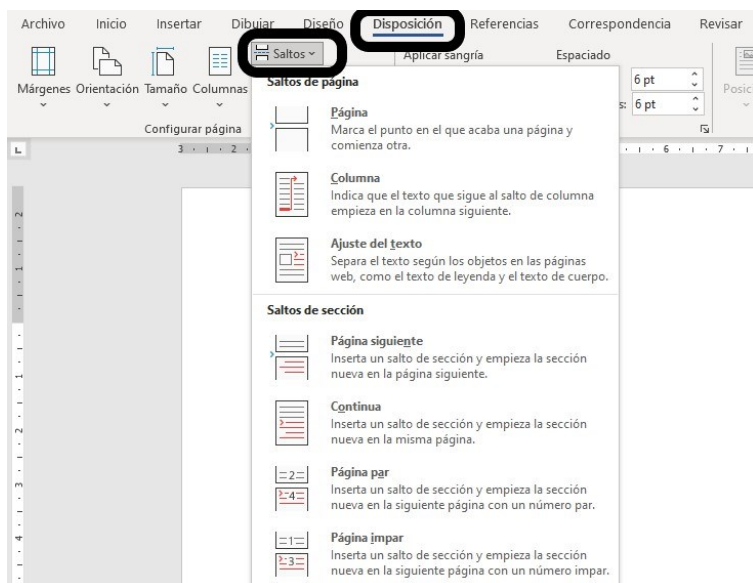 Archivo Inicio Insertar Dibujar Diseño Disposición Referencias Correspondencia Revisar
Saltos
Aplicar sangría Espaciado
Márgenes Orientación Tamaño Columnas
6 pt
6 pt
Configurar página
3 2
6 7
Saltos de página
Página
Marca el punto en el que acaba una página y
comienza otra.
Columna
Indica que el texto que sigue al salto de columna
empieza en la columna siguiente.
Ajuste del texto
Separa el texto según los objetos en las páginas
web, como el texto de leyenda y el texto de cuerpo.
Saltos de sección
Página siguiente
Inserta un salto de sección y empieza la sección
nueva en la página siguiente.
Continua
Inserta un salto de sección y empieza la sección
nueva en la misma página.
Página par
Inserta un salto de sección y empieza la sección
nueva en la siguiente página con un número par.
Página impar
Inserta un salto de sección y empieza la sección
nueva en la siguiente página con un número impar.